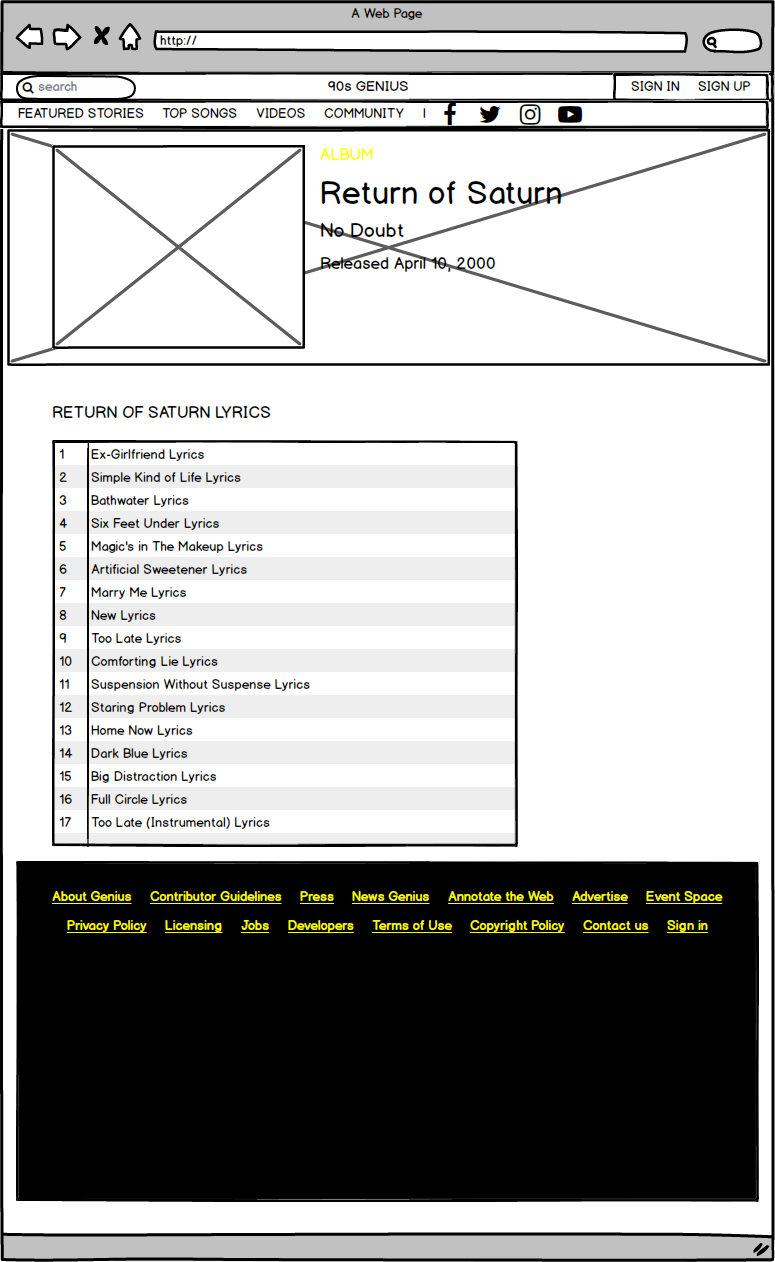 A Web Page
http://
search
90s GENIUS
SIGN IN SIGN UP
FEATURED STORIES TOP SONGS VIDEOS COMMUNITY |
ALBUM
Return of Saturn
No Doubt
Released April 10, 2000
RETURN OF SATURN LYRICS
1 Ex-Girlfriend Lyrics
2 Simple Kind of Life Lyrics
3 Bathwater Lyrics
4 Six Feet Under Lyrics
5 Magic's in The Makeup Lyrics
6 Artificial Sweetener Lyrics
7 Marry Me Lyrics
8 New Lyrics
9 Too Late Lyrics
10 Comforting Lie Lyrics
11 Suspension Without Suspense Lyrics
12 Staring Problem Lyrics
13 Home Now Lyrics
14 Dark Blue Lyrics
15 Big Distraction Lyrics
16 Full Circle Lyrics
17 Too Late (Instrumental) Lyrics
About Genius Contributor Guidelines Press News Genius Annotate the Web Advertise Event Space
Privacy Policy Licensing Jobs Developers Terms of Use Copyright Policy Contact us Sign in